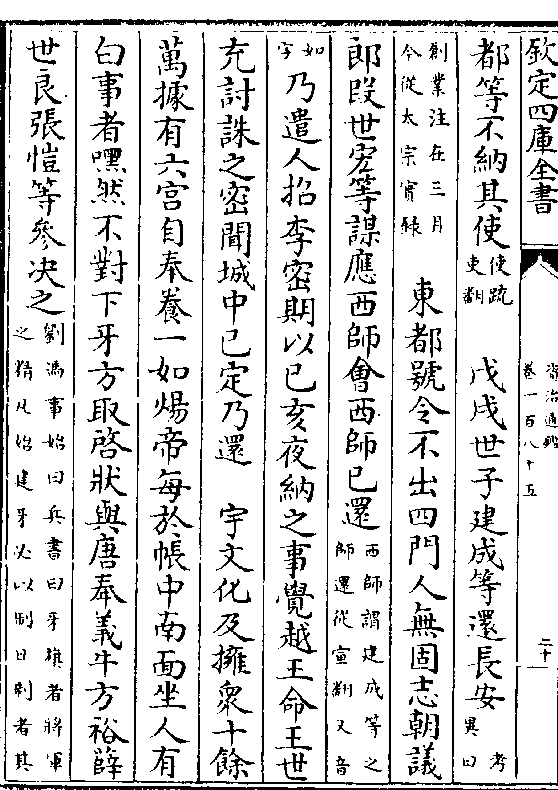 欽定四庫全書
資治通鑑
卷一百八十五
二十
都等不納其使使疏吏翻　戊戌世子建成等還長安考異曰
創業注在三月今從太宗實錄　東都號令不出四門人無固志朝議
郎段世宏等謀應西師會西師已還西師謂建成等之師還從宣翻又音
如字乃遣人招李密期以己亥夜納之事覺越王命王世
充討誅之密聞城中已定乃還　宇文化及擁衆十餘
萬據有六宮自奉養一如煬帝每於帳中南面坐人有
白事者嘿然不對下牙方取啓狀與唐奉義牛方裕薛
世良張愷等參决之劉馮事始曰兵書曰牙旗者將軍之精凡始建牙必以制日制者其